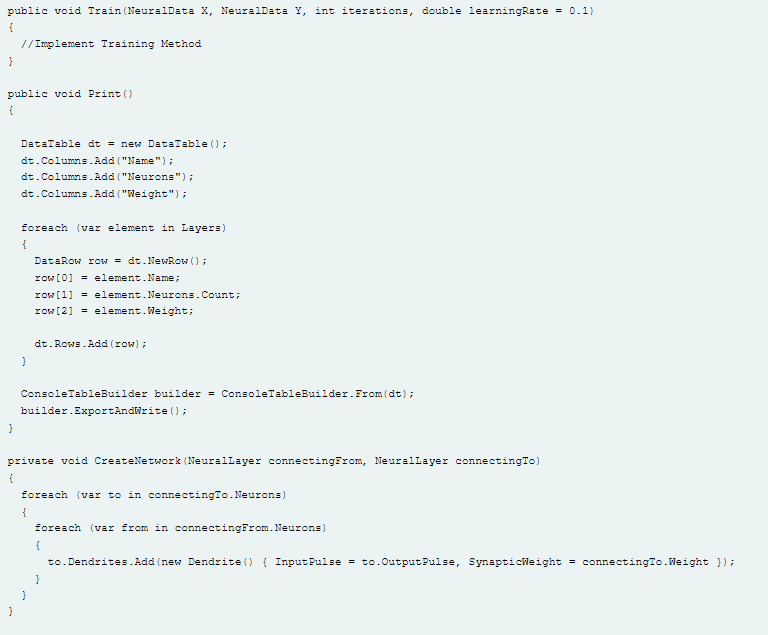 public void Train(NeuralData X, NeuralData Y, int iterations, double learningRate = 0.1)
{
  //Implement Training Method
}

public void Print()
{

  DataTable dt = new DataTable();
  dt.Columns.Add("Name");
  dt.Columns.Add("Neurons");
  dt.Columns.Add("Weight");

  foreach (var element in Layers)
  {
    DataRow row = dt.NewRow();
    row[0] = element.Name;
    row[1] = element.Neurons.Count;
    row[2] = element.Weight;

    dt.Rows.Add(row);
  }

  ConsoleTableBuilder builder = ConsoleTableBuilder.From(dt);
  builder.ExportAndWrite();
}

private void CreateNetwork(NeuralLayer connectingFrom, NeuralLayer connectingTo)
{
  foreach (var to in connectingTo.Neurons)
  {
    foreach (var from in connectingFrom.Neurons)
    {
      to.Dendrites.Add(new Dendrite() { InputPulse = to.OutputPulse, SynapticWeight = connectingTo.Weight });
    }
  }
}